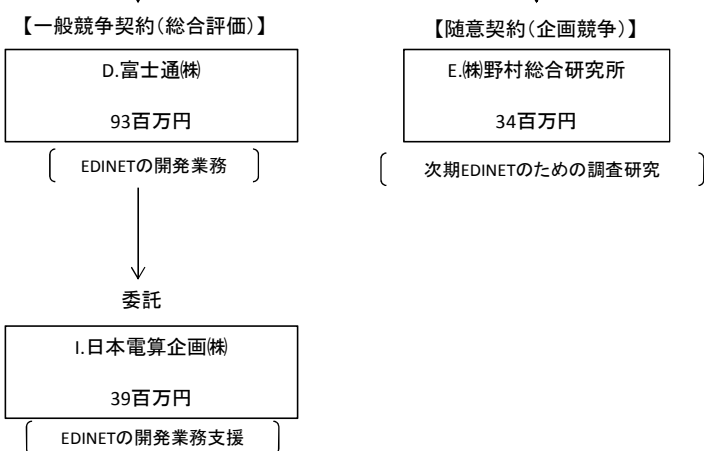 【一般競争契約(総合評価)】
D.富士通㈱
93百万円
EDINETの開発業務
委託
I.日本電算企画㈱
39百万円
EDINETの開発業務支援
【随意契約(企画競争)】
E.㈱野村総合研究所
34百万円
次期EDINETのための調査研究